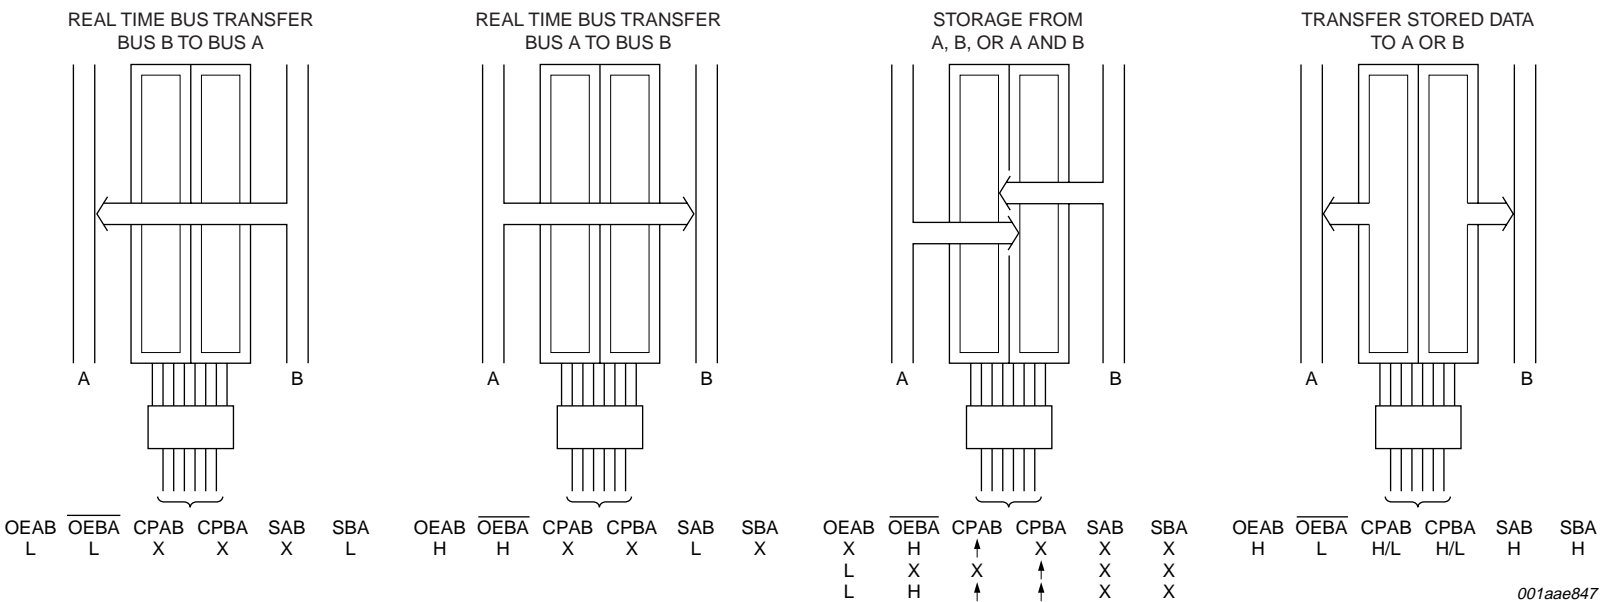 REAL TIME BUS TRANSFER
BUS B TO BUS A
REAL TIME BUS TRANSFER
BUS A TO BUS B
STORAGE FROM
A, B, OR A AND B
TRANSFER STORED DATA
TO A OR B
A B
A B
A B
A B
OEAB OEBA CPAB CPBA SAB SBA
L L X X X L
OEAB OEBA CPAB CPBA SAB SBA
H H X X L X
OEAB OEBA CPAB CPBA SAB SBA
X H ↑ X X X
L X X ↑ X X
L H ↑ ↑ X X
OEAB OEBA CPAB CPBA SAB SBA
H L H/L H/L H H
001aae847